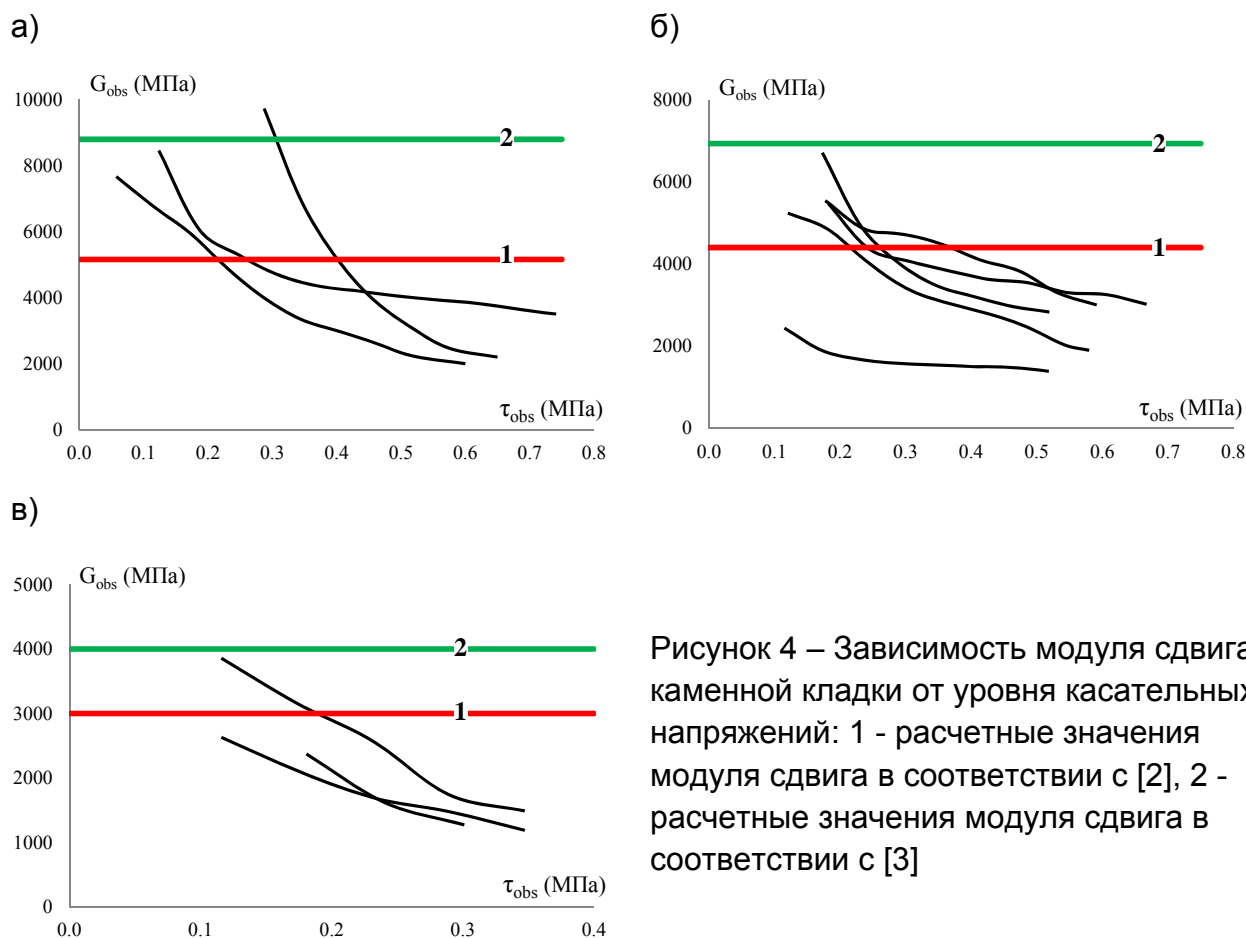 а)
G_obs (МПа)
10000
8000
6000
4000
2000
0
2
1
τ_obs (МПа)
0.0 0.1 0.2 0.3 0.4 0.5 0.6 0.7 0.8
б)
G_obs (МПа)
8000
6000
4000
2000
0
2
1
τ_obs (МПа)
0.0 0.1 0.2 0.3 0.4 0.5 0.6 0.7 0.8
в)
G_obs (МПа)
5000
4000
3000
2000
1000
0
2
1
τ_obs (МПа)
0.0 0.1 0.2 0.3 0.4
Рисунок 4 – Зависимость модуля сдвига
каменной кладки от уровня касательных
напряжений: 1 - расчетные значения
модуля сдвига в соответствии с [2], 2 -
расчетные значения модуля сдвига в
соответствии с [3]